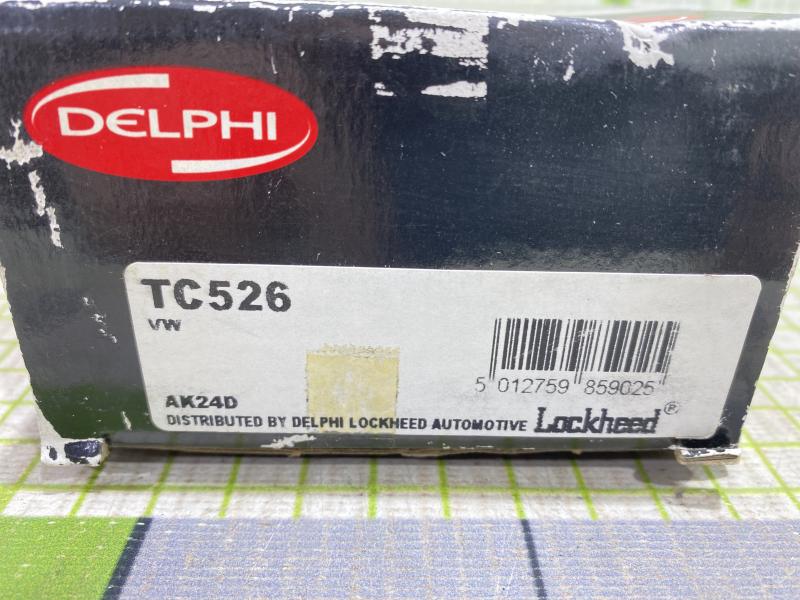 DELPHI
TC526
VW
5 012759 859025
AK24D
DISTRIBUTED BY DELPHI LOCKHEED AUTOMOTIVE Lockheed®